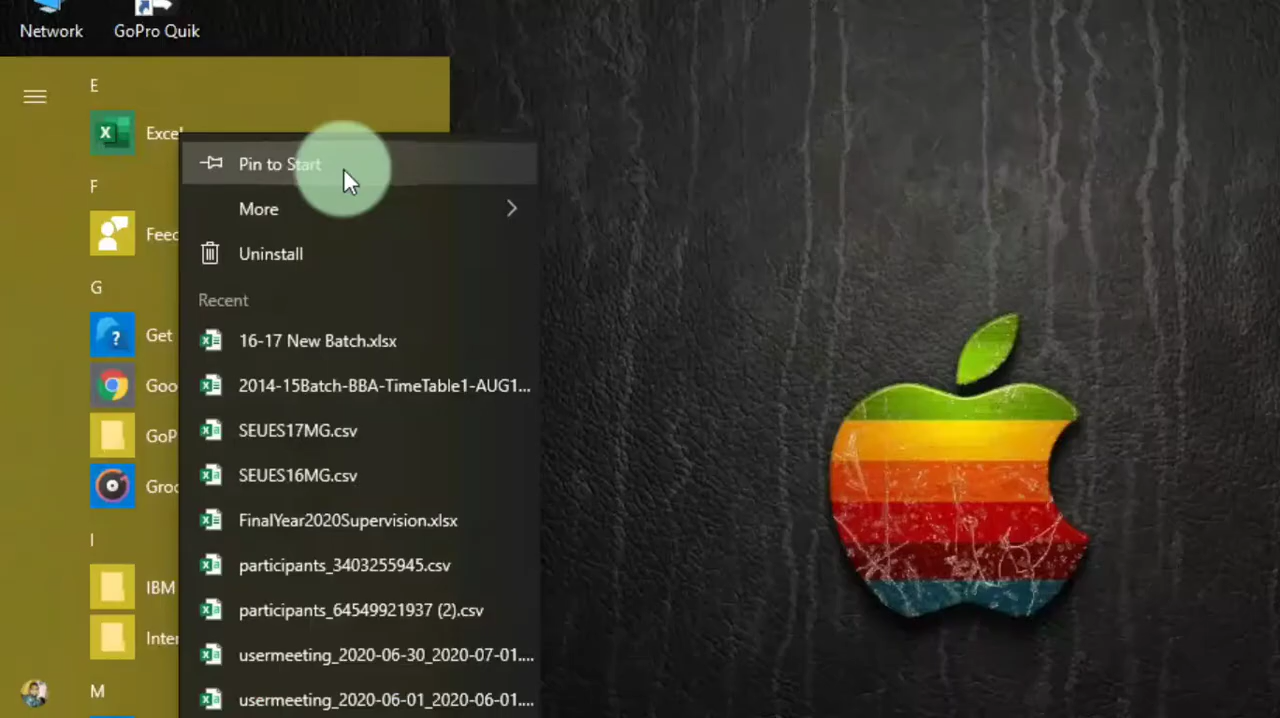 Network
GoPro Quik
E
Excel
Pin to Start
More
F
Feec
Uninstall
G
Recent
Get
16-17 New Batch.xlsx
Goo
2014-15Batch-BBA-TimeTable1-AUG1...
GoP
SEUES17MG.csv
Groo
SEUES16MG.csv
I
FinalYear2020Supervision.xlsx
participants_3403255945.csv
IBM
participants_64549921937 (2).csv
Inter
usermeeting_2020-06-30_2020-07-01....
M
usermeeting_2020-06-01_2020-06-01....